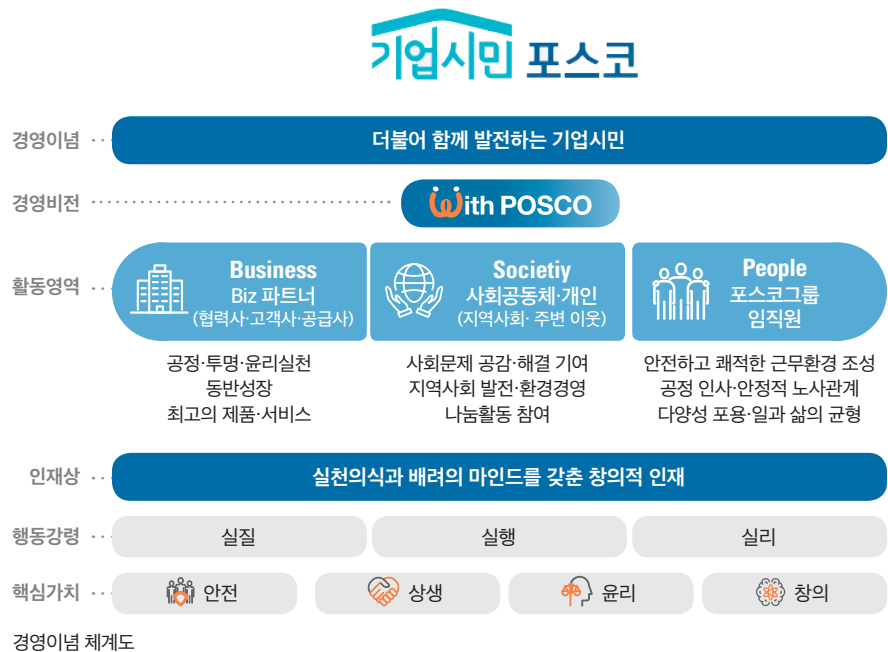 기업시민 포스코
경영이념 더불어 함께 발전하는 기업시민
경영비전 With POSCO
활동영역
Business
Biz 파트너
(협력사·고객사·공급사)
Societiy
사회공동체·개인
(지역사회· 주변 이웃)
People
포스코그룹
임직원
공정·투명·윤리실천
동반성장
최고의 제품·서비스
사회문제 공감·해결 기여
지역사회 발전·환경경영
나눔활동 참여
안전하고 쾌적한 근무환경 조성
공정 인사·안정적 노사관계
다양성 포용·일과 삶의 균형
인재상 실천의식과 배려의 마인드를 갖춘 창의적 인재
행동강령 실질 실행 실리
핵심가치 안전 상생 윤리 창의
경영이념 체계도